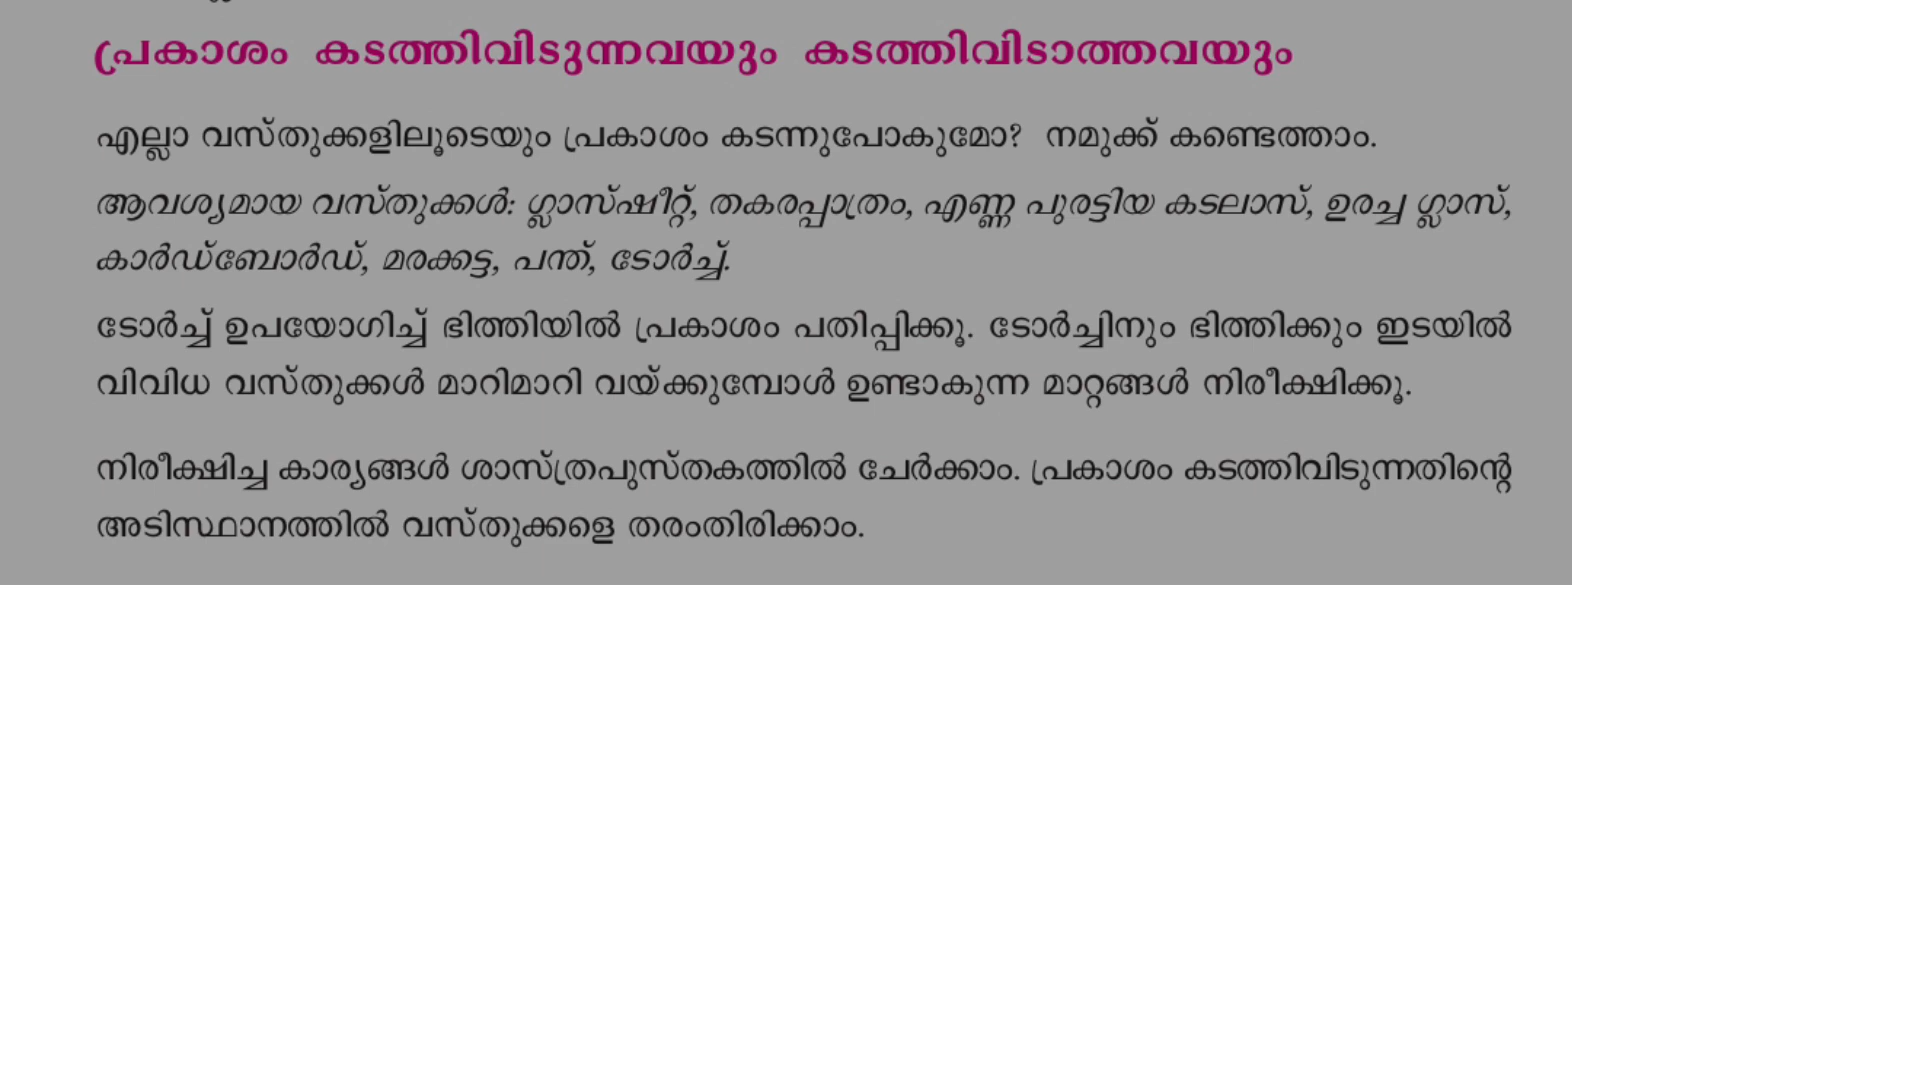 പ്രകാശം കടത്തിവിടുന്നവയും കടത്തിവിടാത്തവയും
എല്ലാ വസ്തുക്കളിലൂടെയും പ്രകാശം കടന്നുപോകുമോ? നമുക്ക് കണ്ടെത്താം.
ആവശ്യമായ വസ്തുക്കൾ: ഗ്ലാസ്ഷീറ്റ്, തകരപ്പാത്രം, എണ്ണ പുരട്ടിയ കടലാസ്, ഉരച്ച ഗ്ലാസ്,
കാർഡ്ബോർഡ്, മരക്കട്ട, പന്ത്, ടോർച്ച്.
ടോർച്ച് ഉപയോഗിച്ച് ഭിത്തിയിൽ പ്രകാശം പതിപ്പിക്കൂ. ടോർച്ചിനും ഭിത്തിക്കും ഇടയിൽ
വിവിധ വസ്തുക്കൾ മാറിമാറി വയ്ക്കുമ്പോൾ ഉണ്ടാകുന്ന മാറ്റങ്ങൾ നിരീക്ഷിക്കൂ.
നിരീക്ഷിച്ച കാര്യങ്ങൾ ശാസ്ത്രപുസ്തകത്തിൽ ചേർക്കാം. പ്രകാശം കടത്തിവിടുന്നതിന്റെ
അടിസ്ഥാനത്തിൽ വസ്തുക്കളെ തരംതിരിക്കാം.